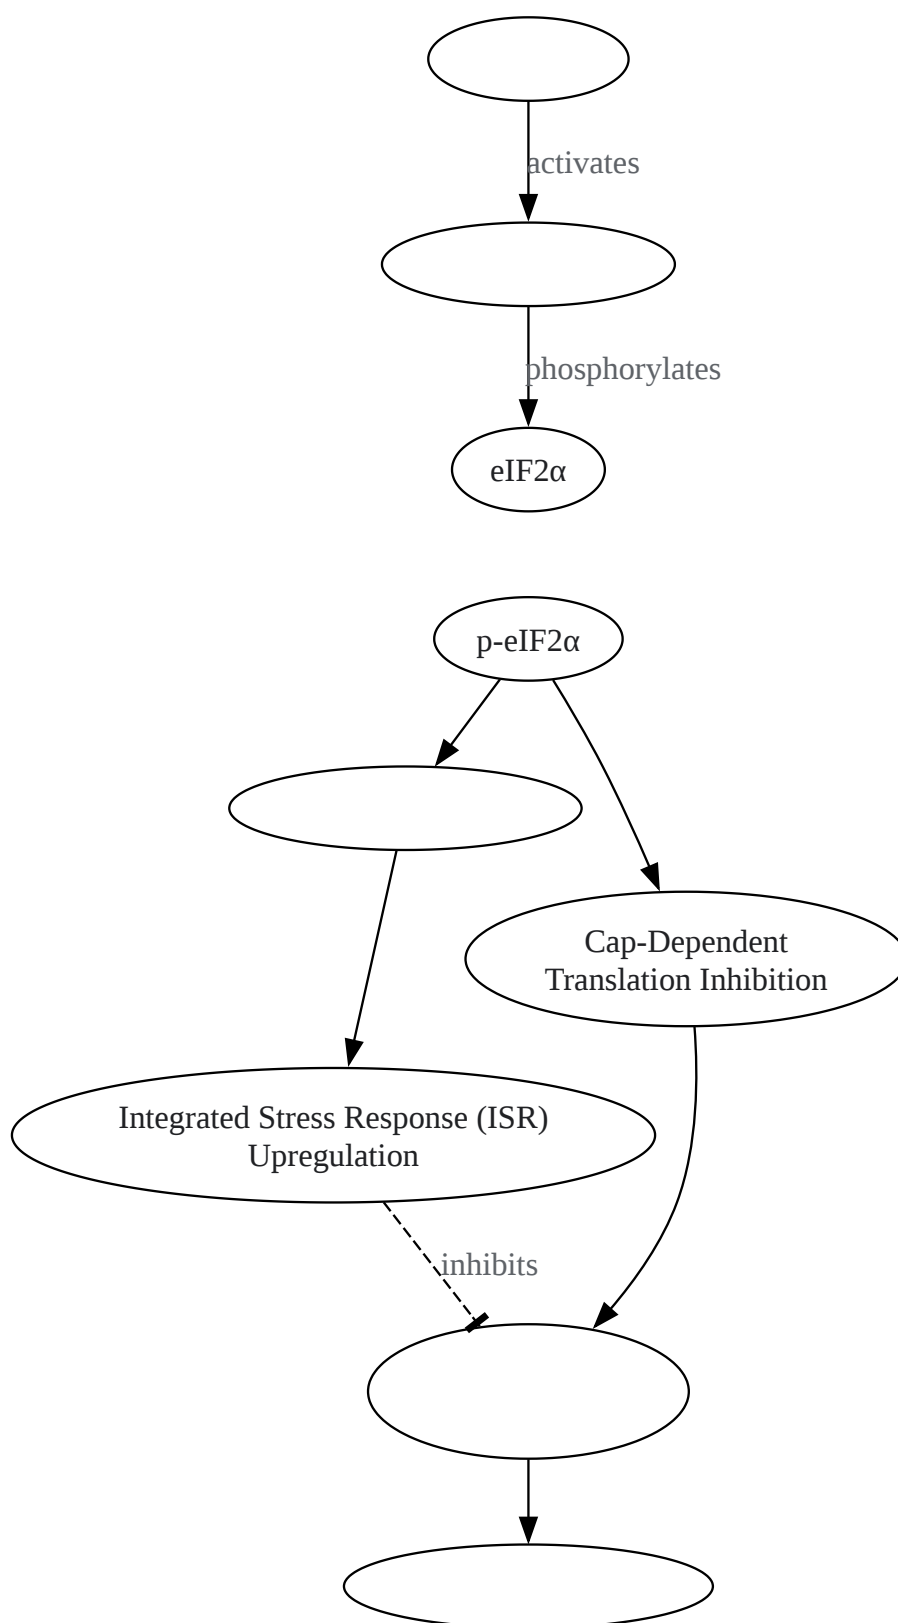 activates
phosphorylates
eIF2α
p-eIF2α
Cap-Dependent
Translation Inhibition
Integrated Stress Response (ISR)
Upregulation
inhibits